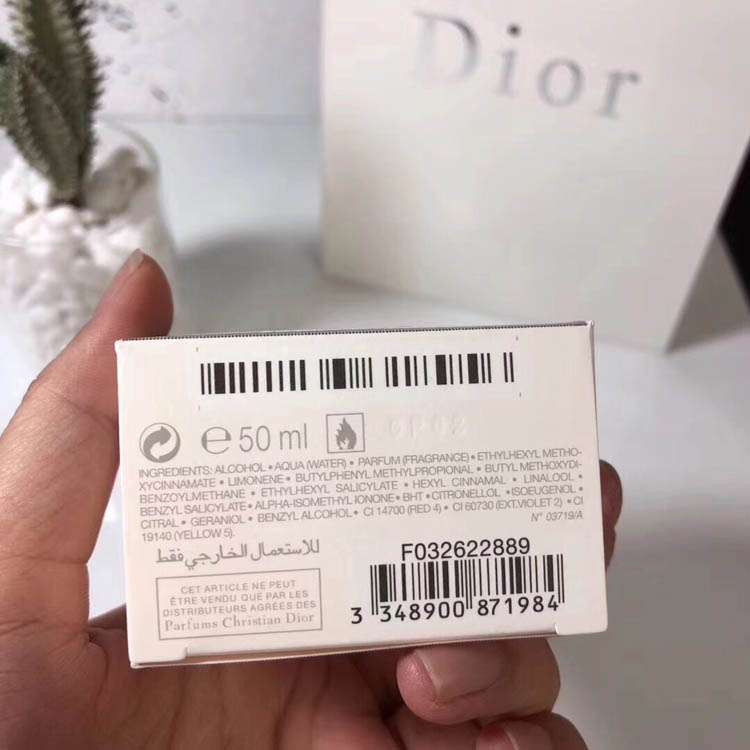 Dior
e 50 ml
INGREDIENTS: ALCOHOL • AQUA (WATER) • PARFUM (FRAGRANCE) • ETHYLHEXYL METHO-
XYCINNAMATE • LIMONENE • BUTYLPHENYL METHYLPROPIONAL • BUTYL METHOXYDI-
BENZOYLMETHANE • ETHYLHEXYL SALICYLATE • HEXYL CINNAMAL • LINALOOL •
BENZYL SALICYLATE • ALPHA-ISOMETHYL IONONE • BHT • CITRONELLOL • ISOEUGENOL •
CITRAL • GERANIOL • BENZYL ALCOHOL • CI 14700 (RED 4) • CI 60730 (EXT.VIOLET 2) • CI
19140 (YELLOW 5).
N° 03719/A
للاستعمال الخارجي فقط
CET ARTICLE NE PEUT
ÊTRE VENDU QUE PAR LES
DISTRIBUTEURS AGRÉÉS DES
Parfums Christian Dior
F032622889
3 348900 871984